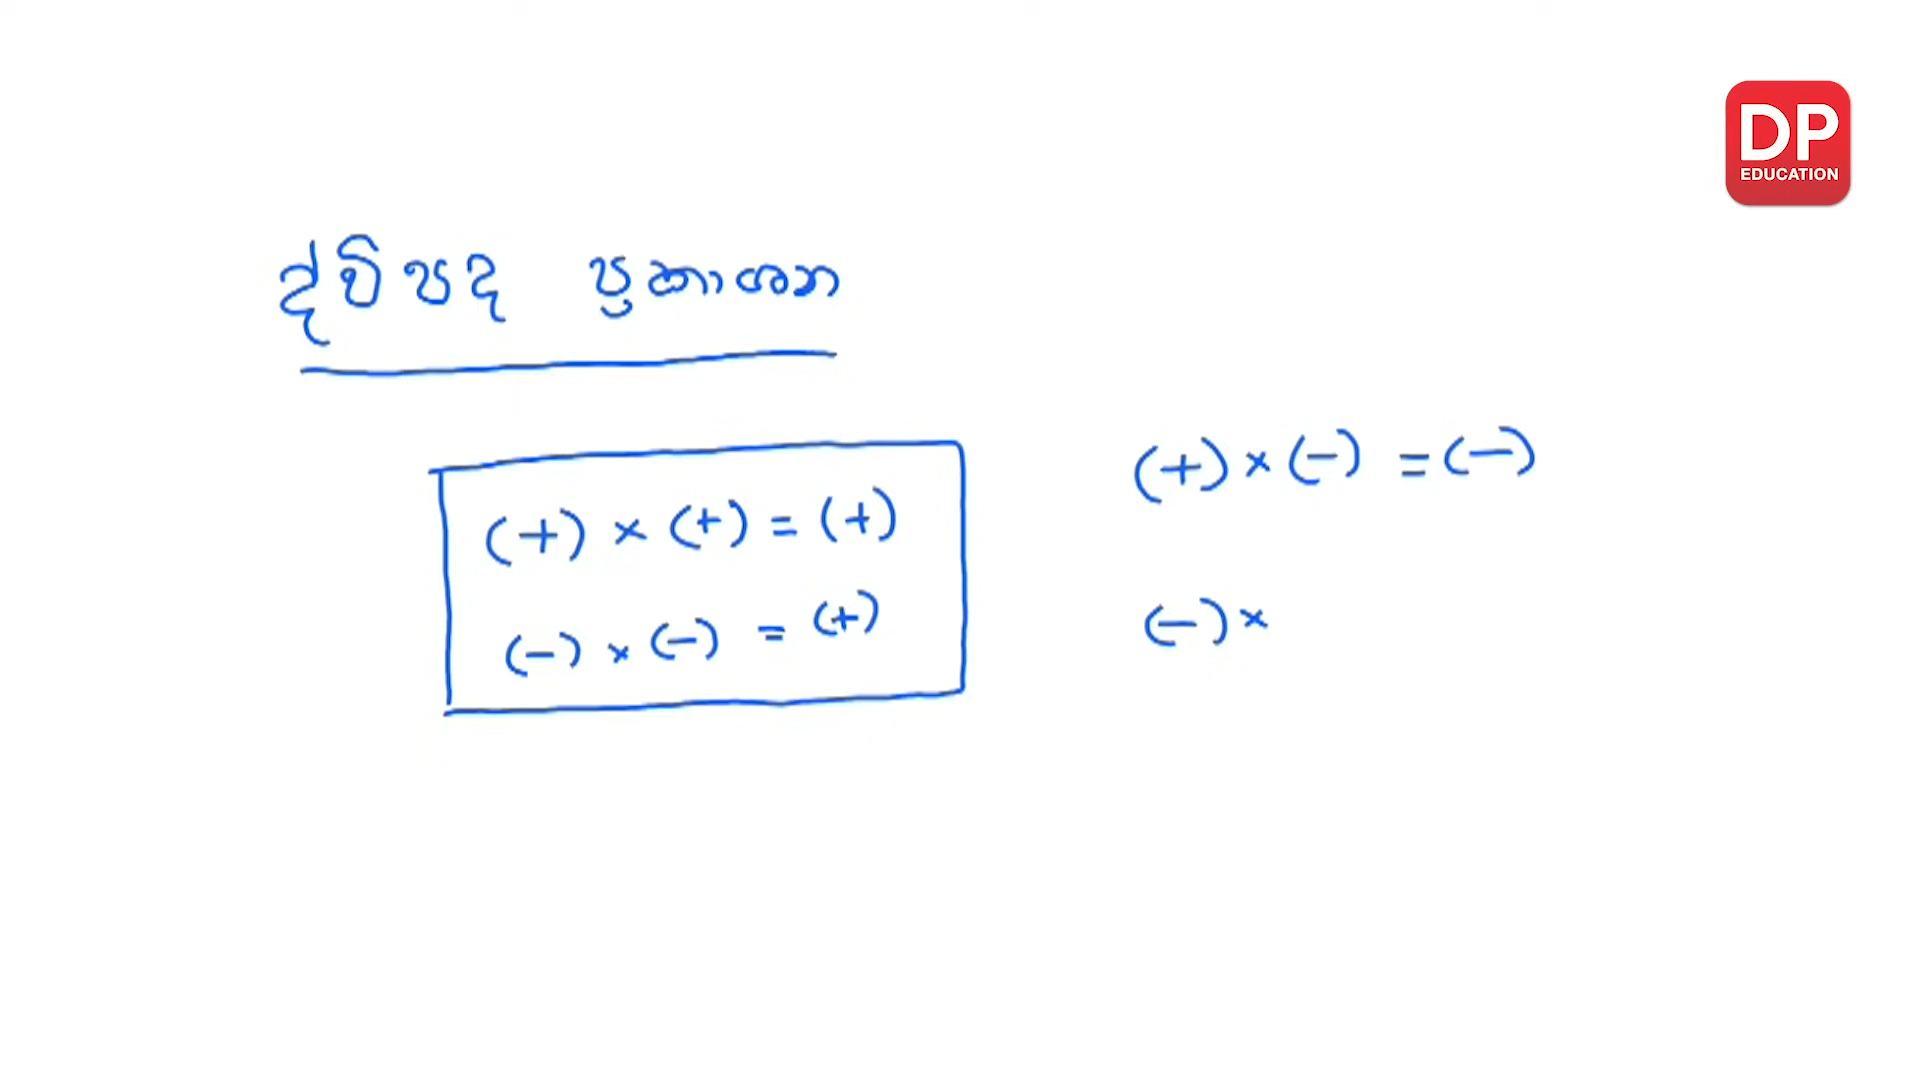 DP
EDUCATION
ද්විපද ප්‍රකාශන
(+) × (+) = (+)
(-) × (-) = (+)
(+) × (-) = (-)
(-) ×